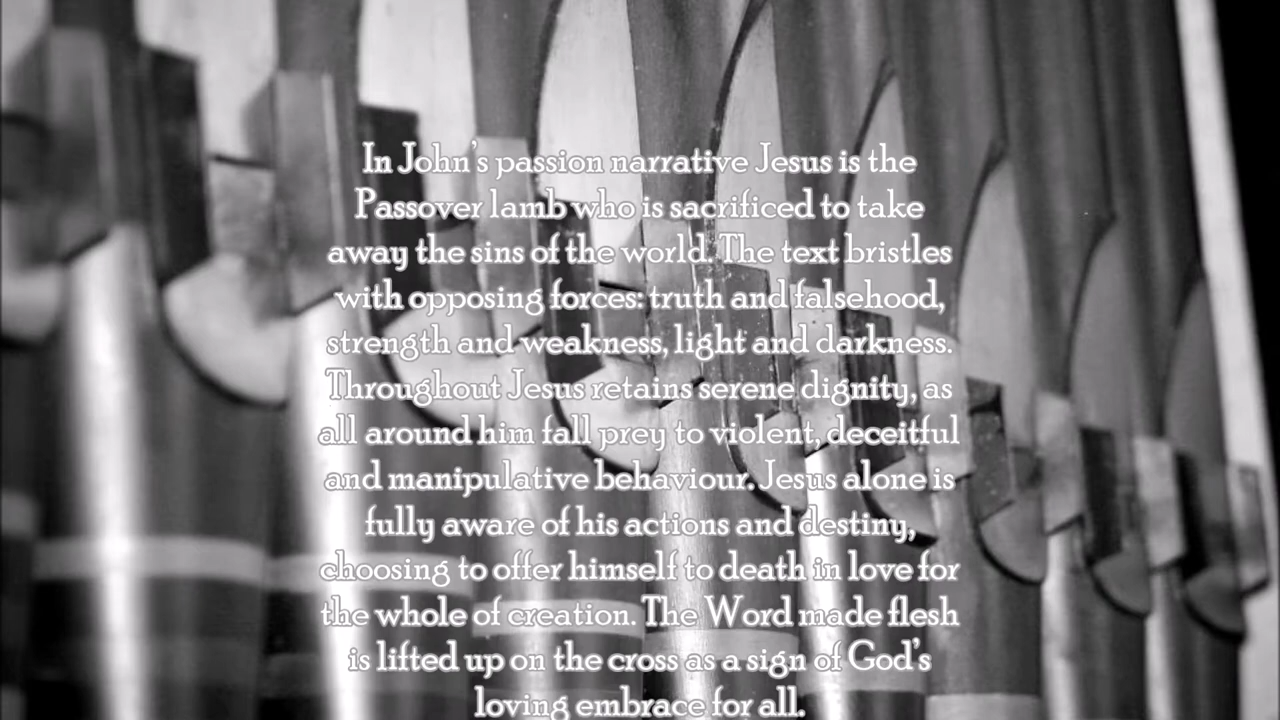 In John’s passion narrative Jesus is the
Passover lamb who is sacrificed to take
away the sins of the world. The text bristles
with opposing forces: truth and falsehood,
strength and weakness, light and darkness.
Throughout Jesus retains serene dignity, as
all around him fall prey to violent, deceitful
and manipulative behaviour. Jesus alone is
fully aware of his actions and destiny,
choosing to offer himself to death in love for
the whole of creation. The Word made flesh
is lifted up on the cross as a sign of God’s
loving embrace for all.